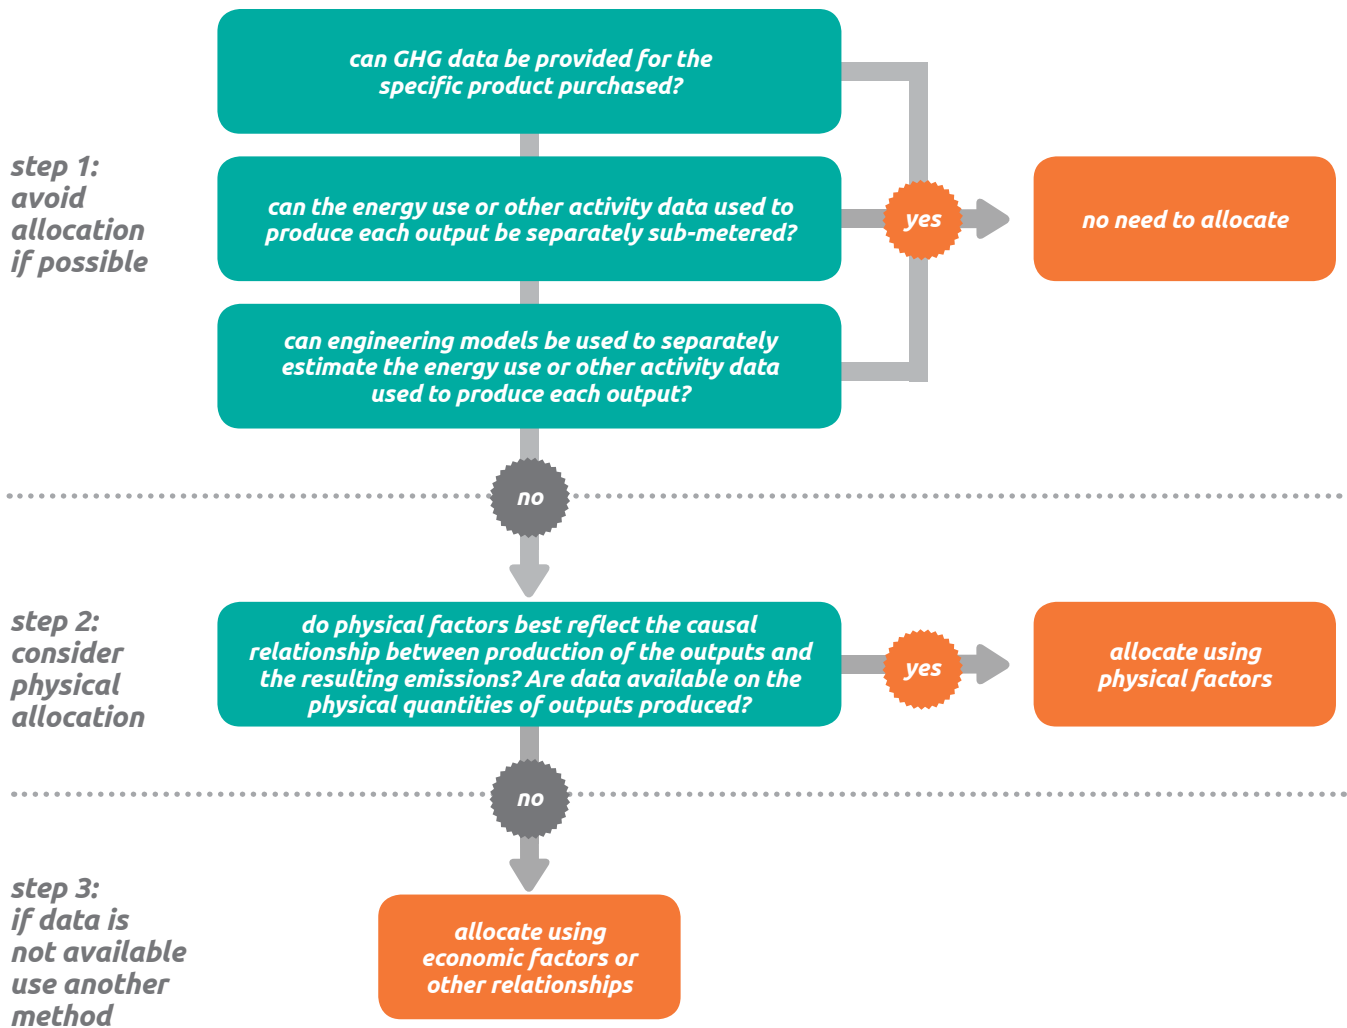 can GHG data be provided for the
specific product purchased?
step 1:
avoid
allocation
if possible
can the energy use or other activity data used to
produce each output be separately sub-metered?
yes
no need to allocate
can engineering models be used to separately
estimate the energy use or other activity data
used to produce each output?
no
step 2:
consider
physical
allocation
do physical factors best reflect the causal
relationship between production of the outputs and
the resulting emissions? Are data available on the
physical quantities of outputs produced?
yes
allocate using
physical factors
no
step 3:
if data is
not available
use another
method
allocate using
economic factors or
other relationships